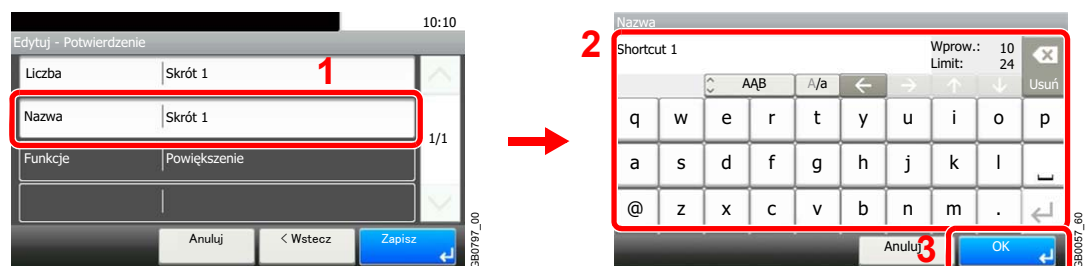 10:10
Edytuj - Potwierdzenie
1
Liczba Skrót 1
Nazwa Skrót 1
1/1
Funkcje Powiększenie
Anuluj < Wstecz Zapisz
GB0797_00
Nazwa
2
Shortcut 1 Wprow.: 10
Limit: 24
AĄB A/a Usuń
q w e r t y u i o p
a s d f g h j k l
@ z x c v b n m .
Anuluj 3 OK
GB0057_60